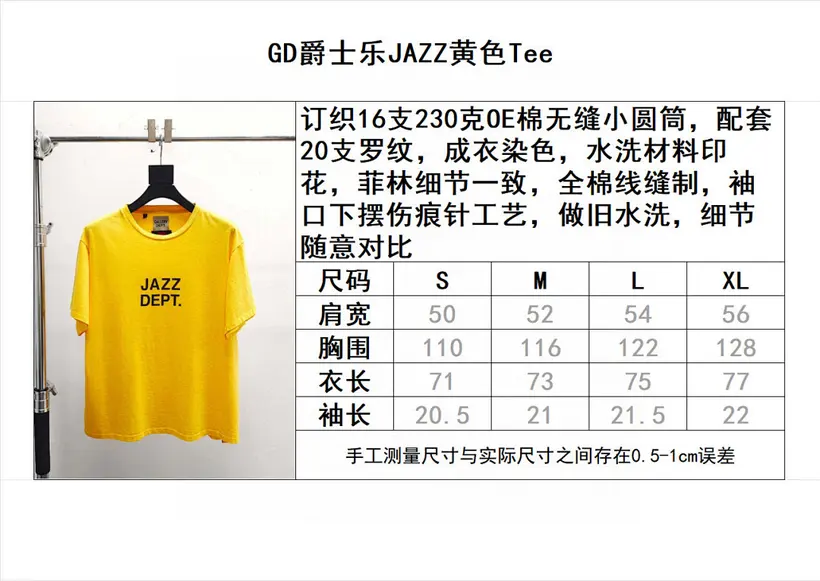 GD爵士乐JAZZ黄色Tee
订织16支230克OE棉无缝小圆筒，配套
20支罗纹，成衣染色，水洗材料印
花，菲林细节一致，全棉线缝制，袖
口下摆伤痕针工艺，做旧水洗，细节
随意对比
JAZZ
DEPT.
尺码 S M L XL
肩宽 50 52 54 56
胸围 110 116 122 128
衣长 71 73 75 77
袖长 20.5 21 21.5 22
手工测量尺寸与实际尺寸之间存在0.5-1cm误差